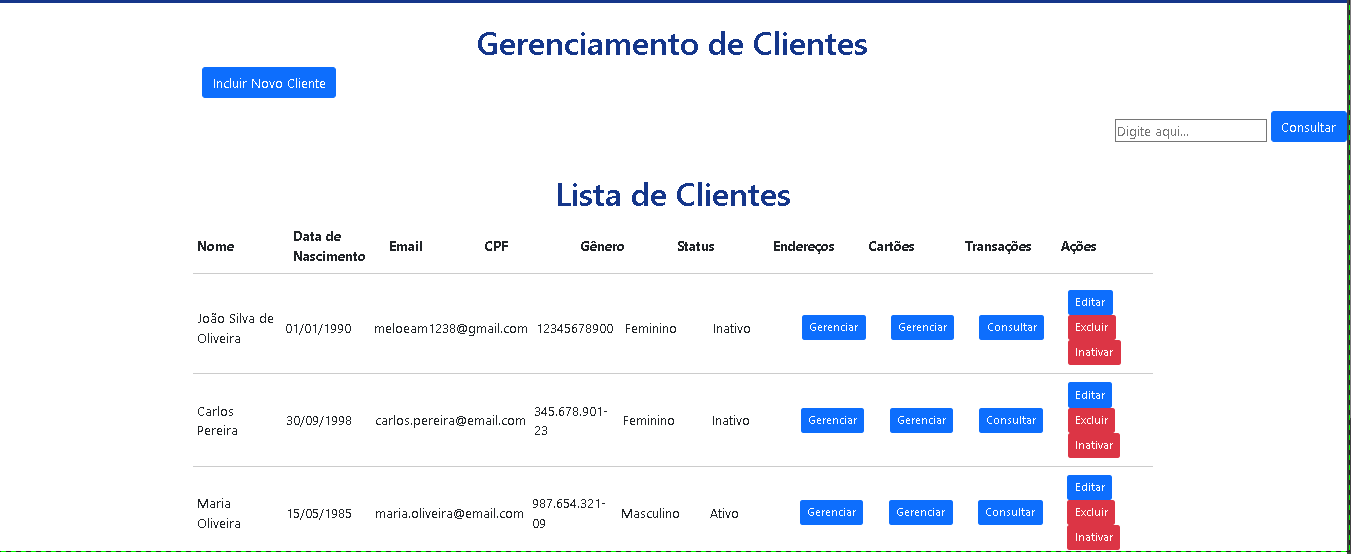 Gerenciamento de Clientes
Incluir Novo Cliente
Digite aqui... Consultar
Lista de Clientes
Nome Data de Nascimento Email CPF Gênero Status Endereços Cartões Transações Ações
João Silva de Oliveira 01/01/1990 meloeam1238@gmail.com 12345678900 Feminino Inativo Gerenciar Gerenciar Consultar Editar Excluir Inativar
Carlos Pereira 30/09/1998 carlos.pereira@email.com 345.678.901-23 Feminino Inativo Gerenciar Gerenciar Consultar Editar Excluir Inativar
Maria Oliveira 15/05/1985 maria.oliveira@email.com 987.654.321-09 Masculino Ativo Gerenciar Gerenciar Consultar Editar Excluir Inativar